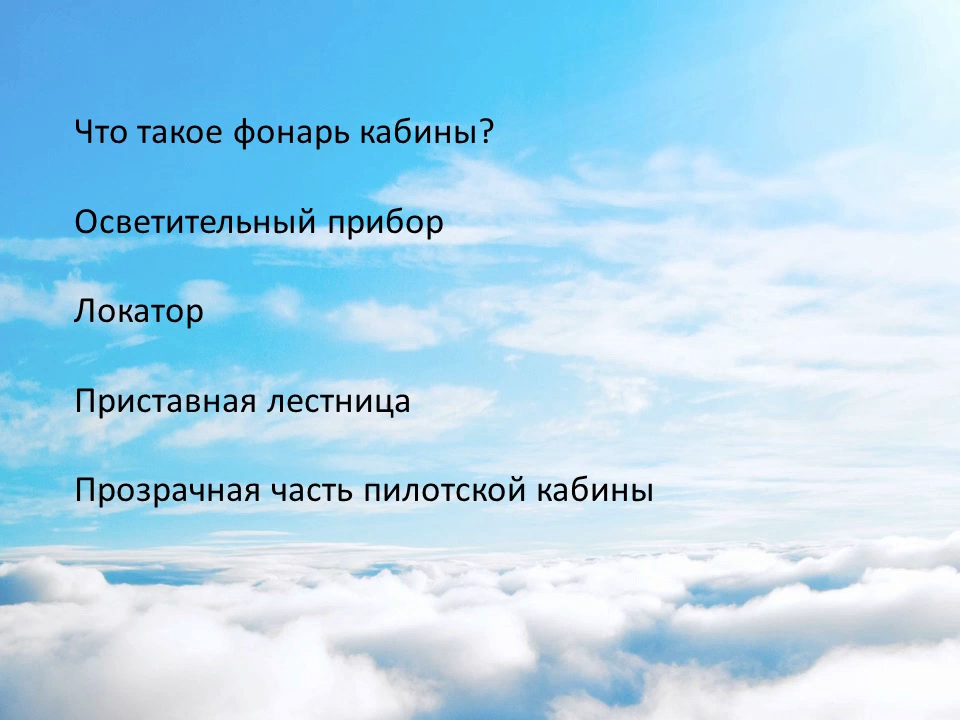 Что такое фонарь кабины?
Осветительный прибор
Локатор
Приставная лестница
Прозрачная часть пилотской кабины